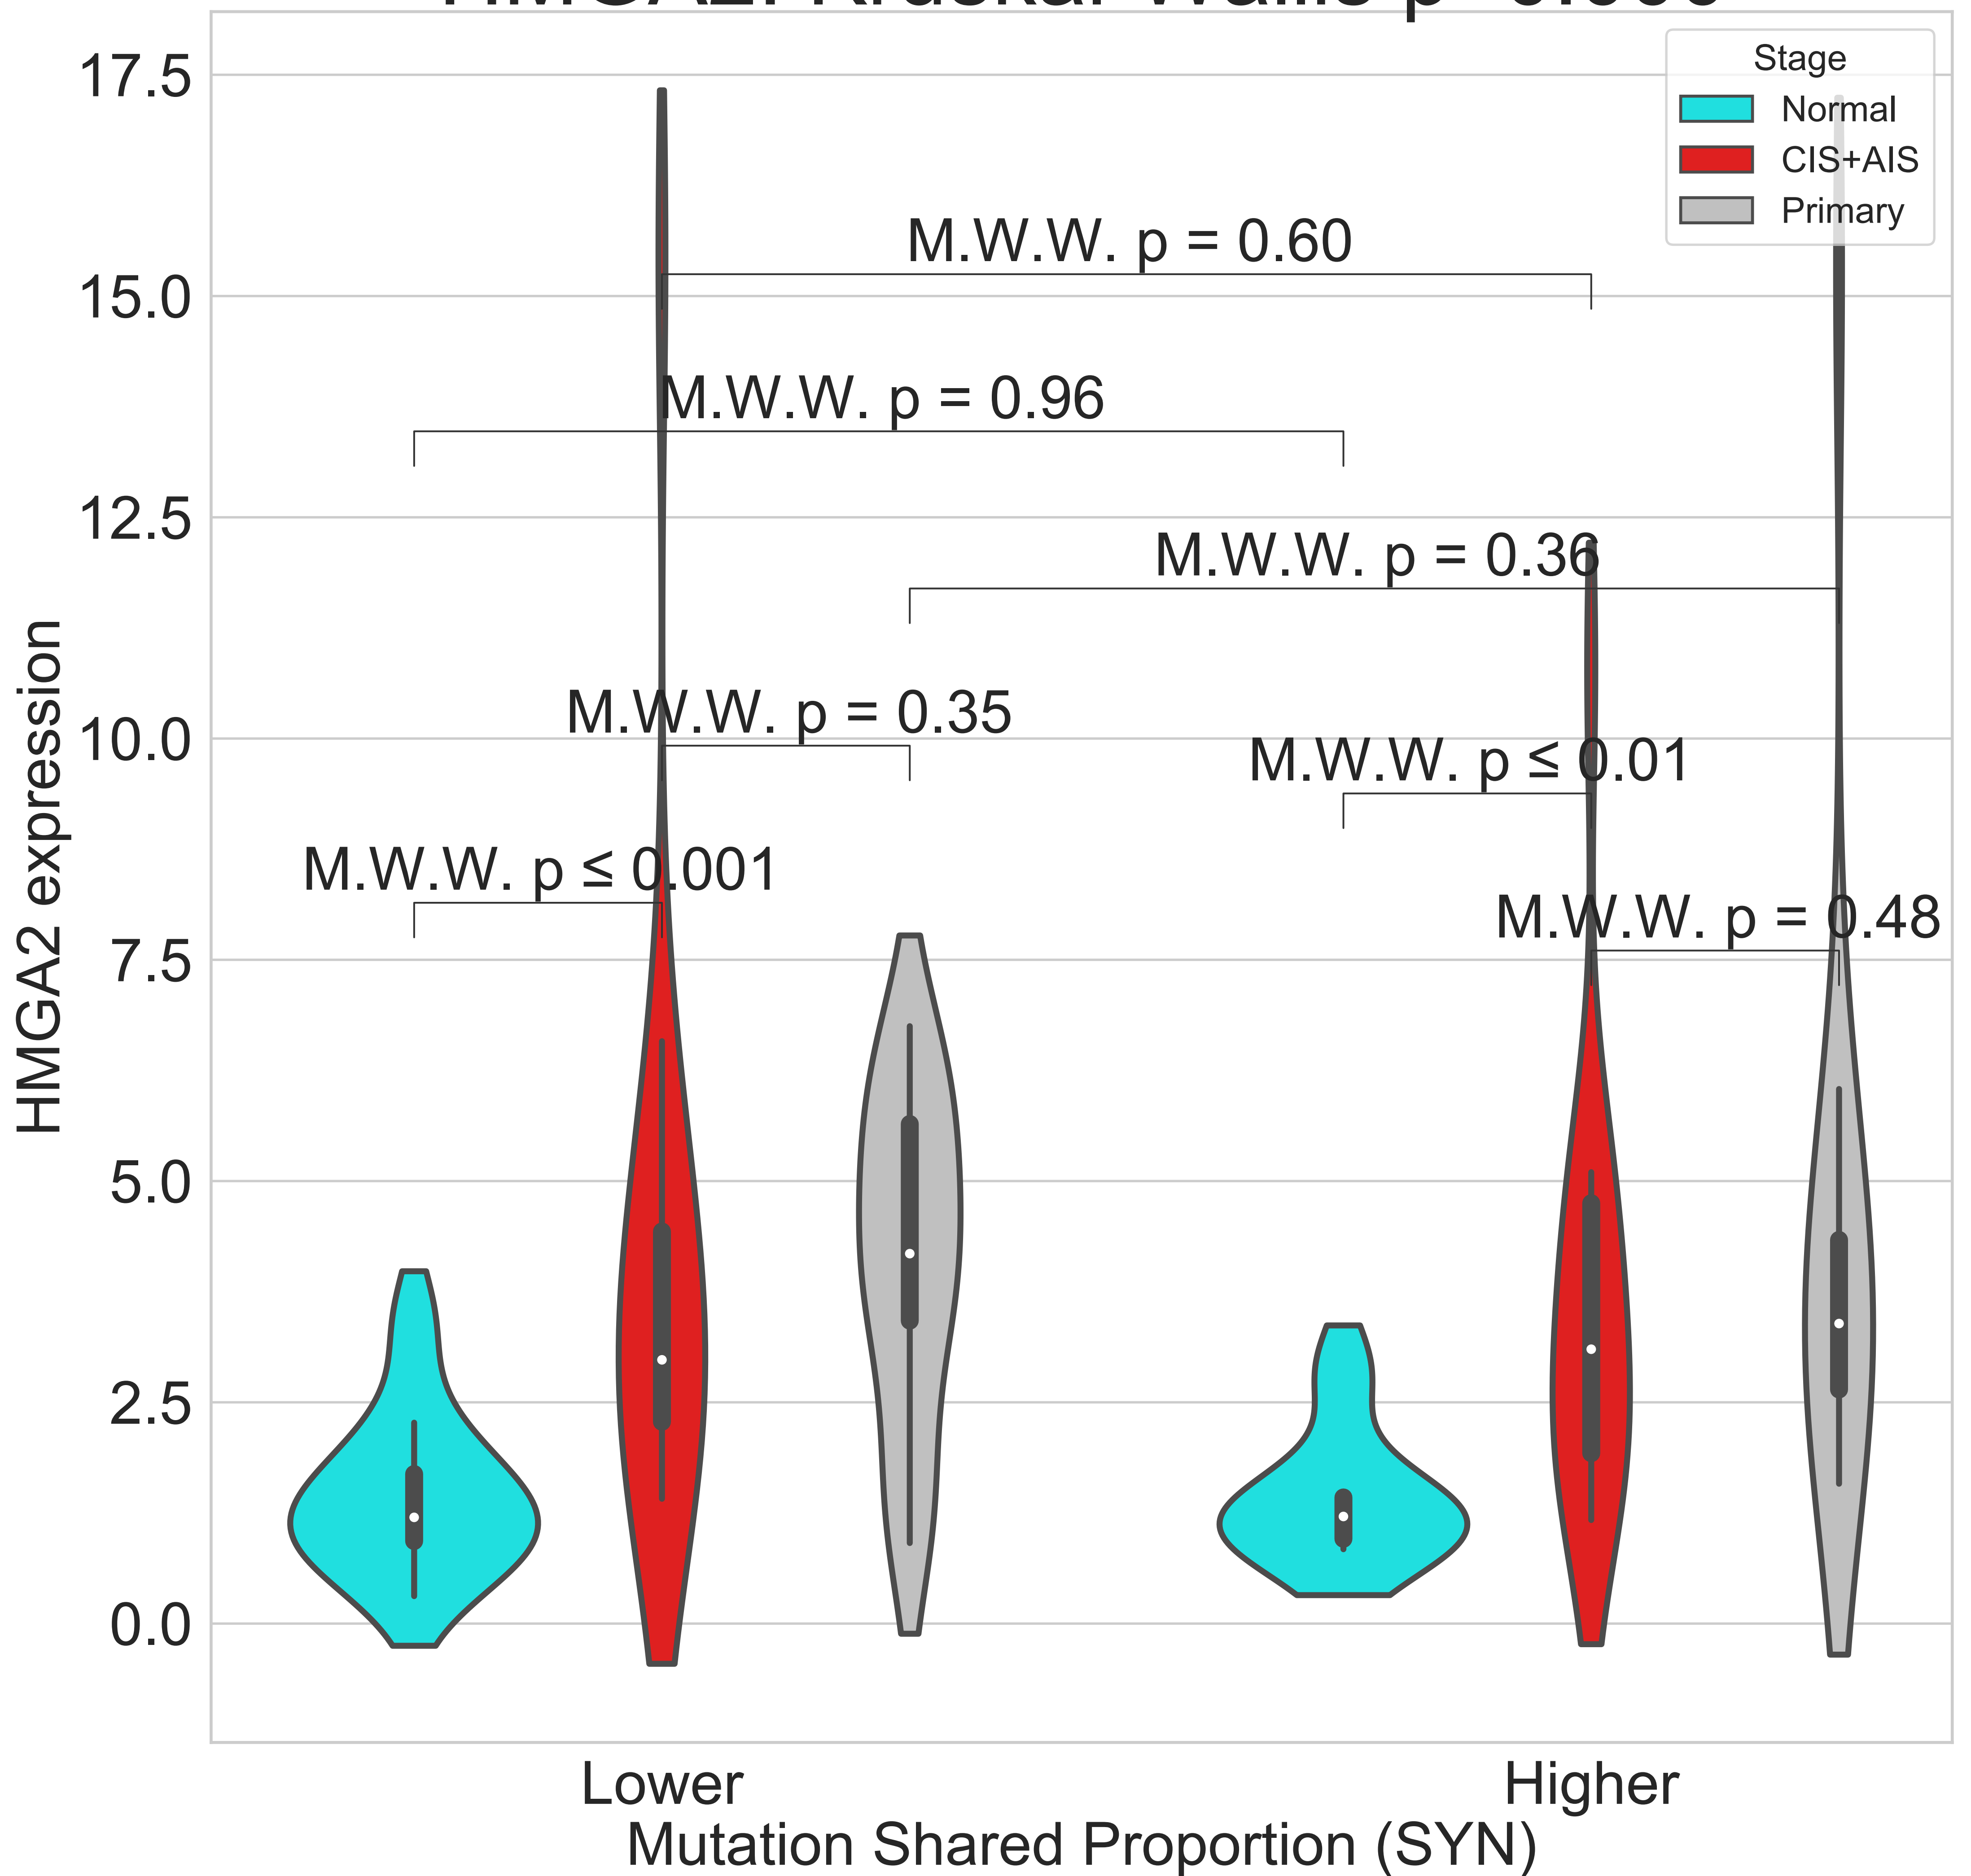 Stage
Normal
CIS+AIS
Primary
17.5
15.0
12.5
10.0
7.5
5.0
2.5
0.0
HMGA2 expression
M.W.W. p = 0.60
M.W.W. p = 0.96
M.W.W. p = 0.36
M.W.W. p = 0.35
M.W.W. p ≤ 0.01
M.W.W. p ≤ 0.001
M.W.W. p = 0.48
Lower
Higher
Mutation Shared Proportion (SYN)